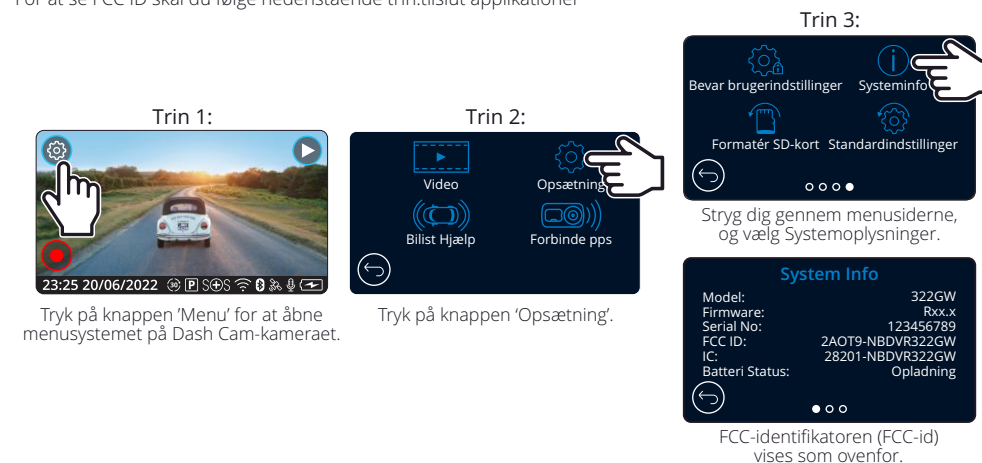 For at se FCC ID skal du følge nedenstående trin.tilslut applikationer
Trin 1:
23:25 20/06/2022 30 P SOS
Tryk på knappen 'Menu' for at åbne
menusystemet på Dash Cam-kameraet.
Trin 2:
Video
Opsætning
Bilist Hjælp
Forbinde pps
Tryk på knappen ‘Opsætning’.
Trin 3:
Bevar brugerindstillinger
Systeminfo
Formatér SD-kort
Standardindstillinger
Stryg dig gennem menusiderne,
og vælg Systemoplysninger.
System Info
Model: 322GW
Firmware: Rxx.x
Serial No: 123456789
FCC ID: 2AOT9-NBDVR322GW
IC: 28201-NBDVR322GW
Batteri Status: Opladning
FCC-identifikatoren (FCC-id)
vises som ovenfor.